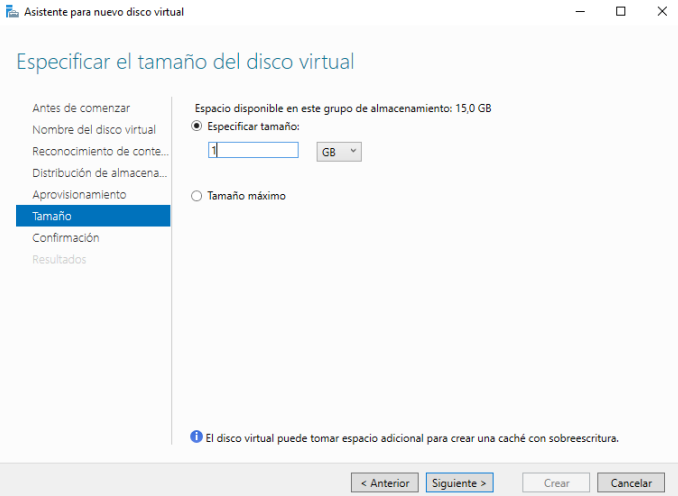 Asistente para nuevo disco virtual
Especificar el tamaño del disco virtual
Antes de comenzar
Nombre del disco virtual
Reconocimiento de conte...
Distribución de almacena...
Aprovisionamiento
Tamaño
Confirmación
Resultados
Espacio disponible en este grupo de almacenamiento: 15,0 GB
Especificar tamaño:
1 GB
Tamaño máximo
El disco virtual puede tomar espacio adicional para crear una caché con sobreescritura.
< Anterior Siguiente > Crear Cancelar